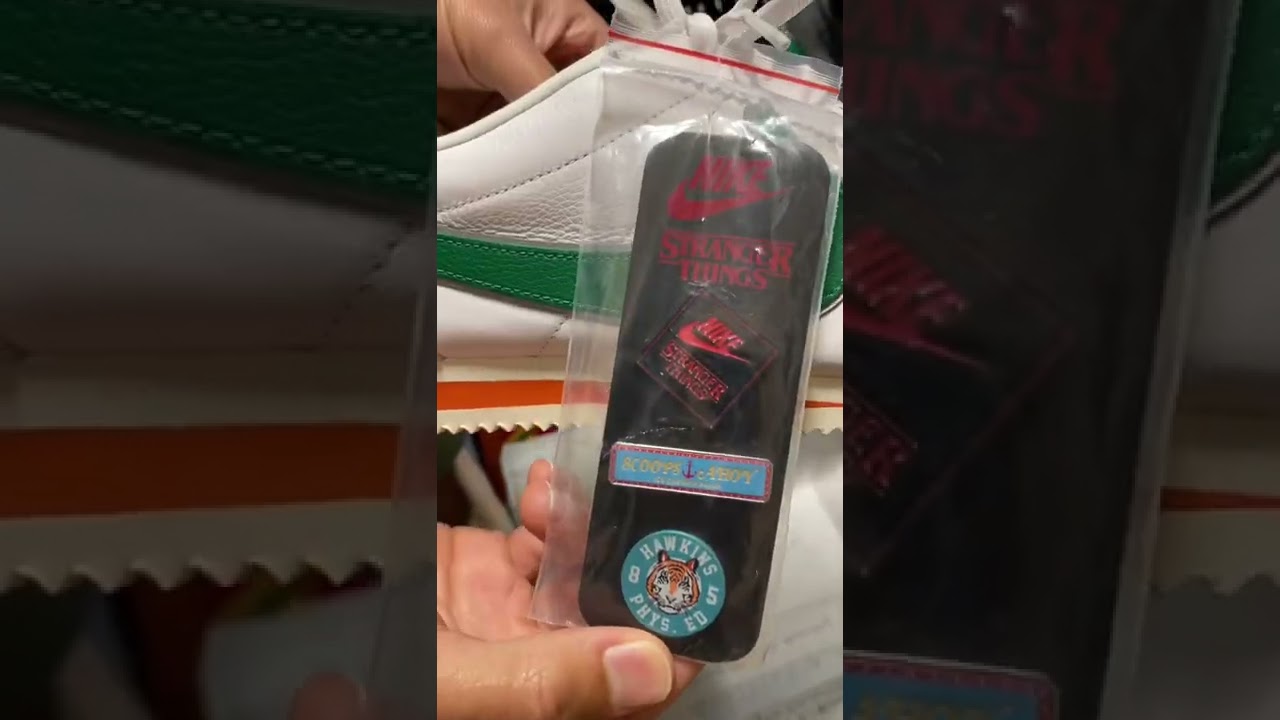 NIKE
STRANGER
THINGS
NIKE
STRANGER
THINGS
SCOOPS AHOY
HAWKINS
8 5
PHYS. ED